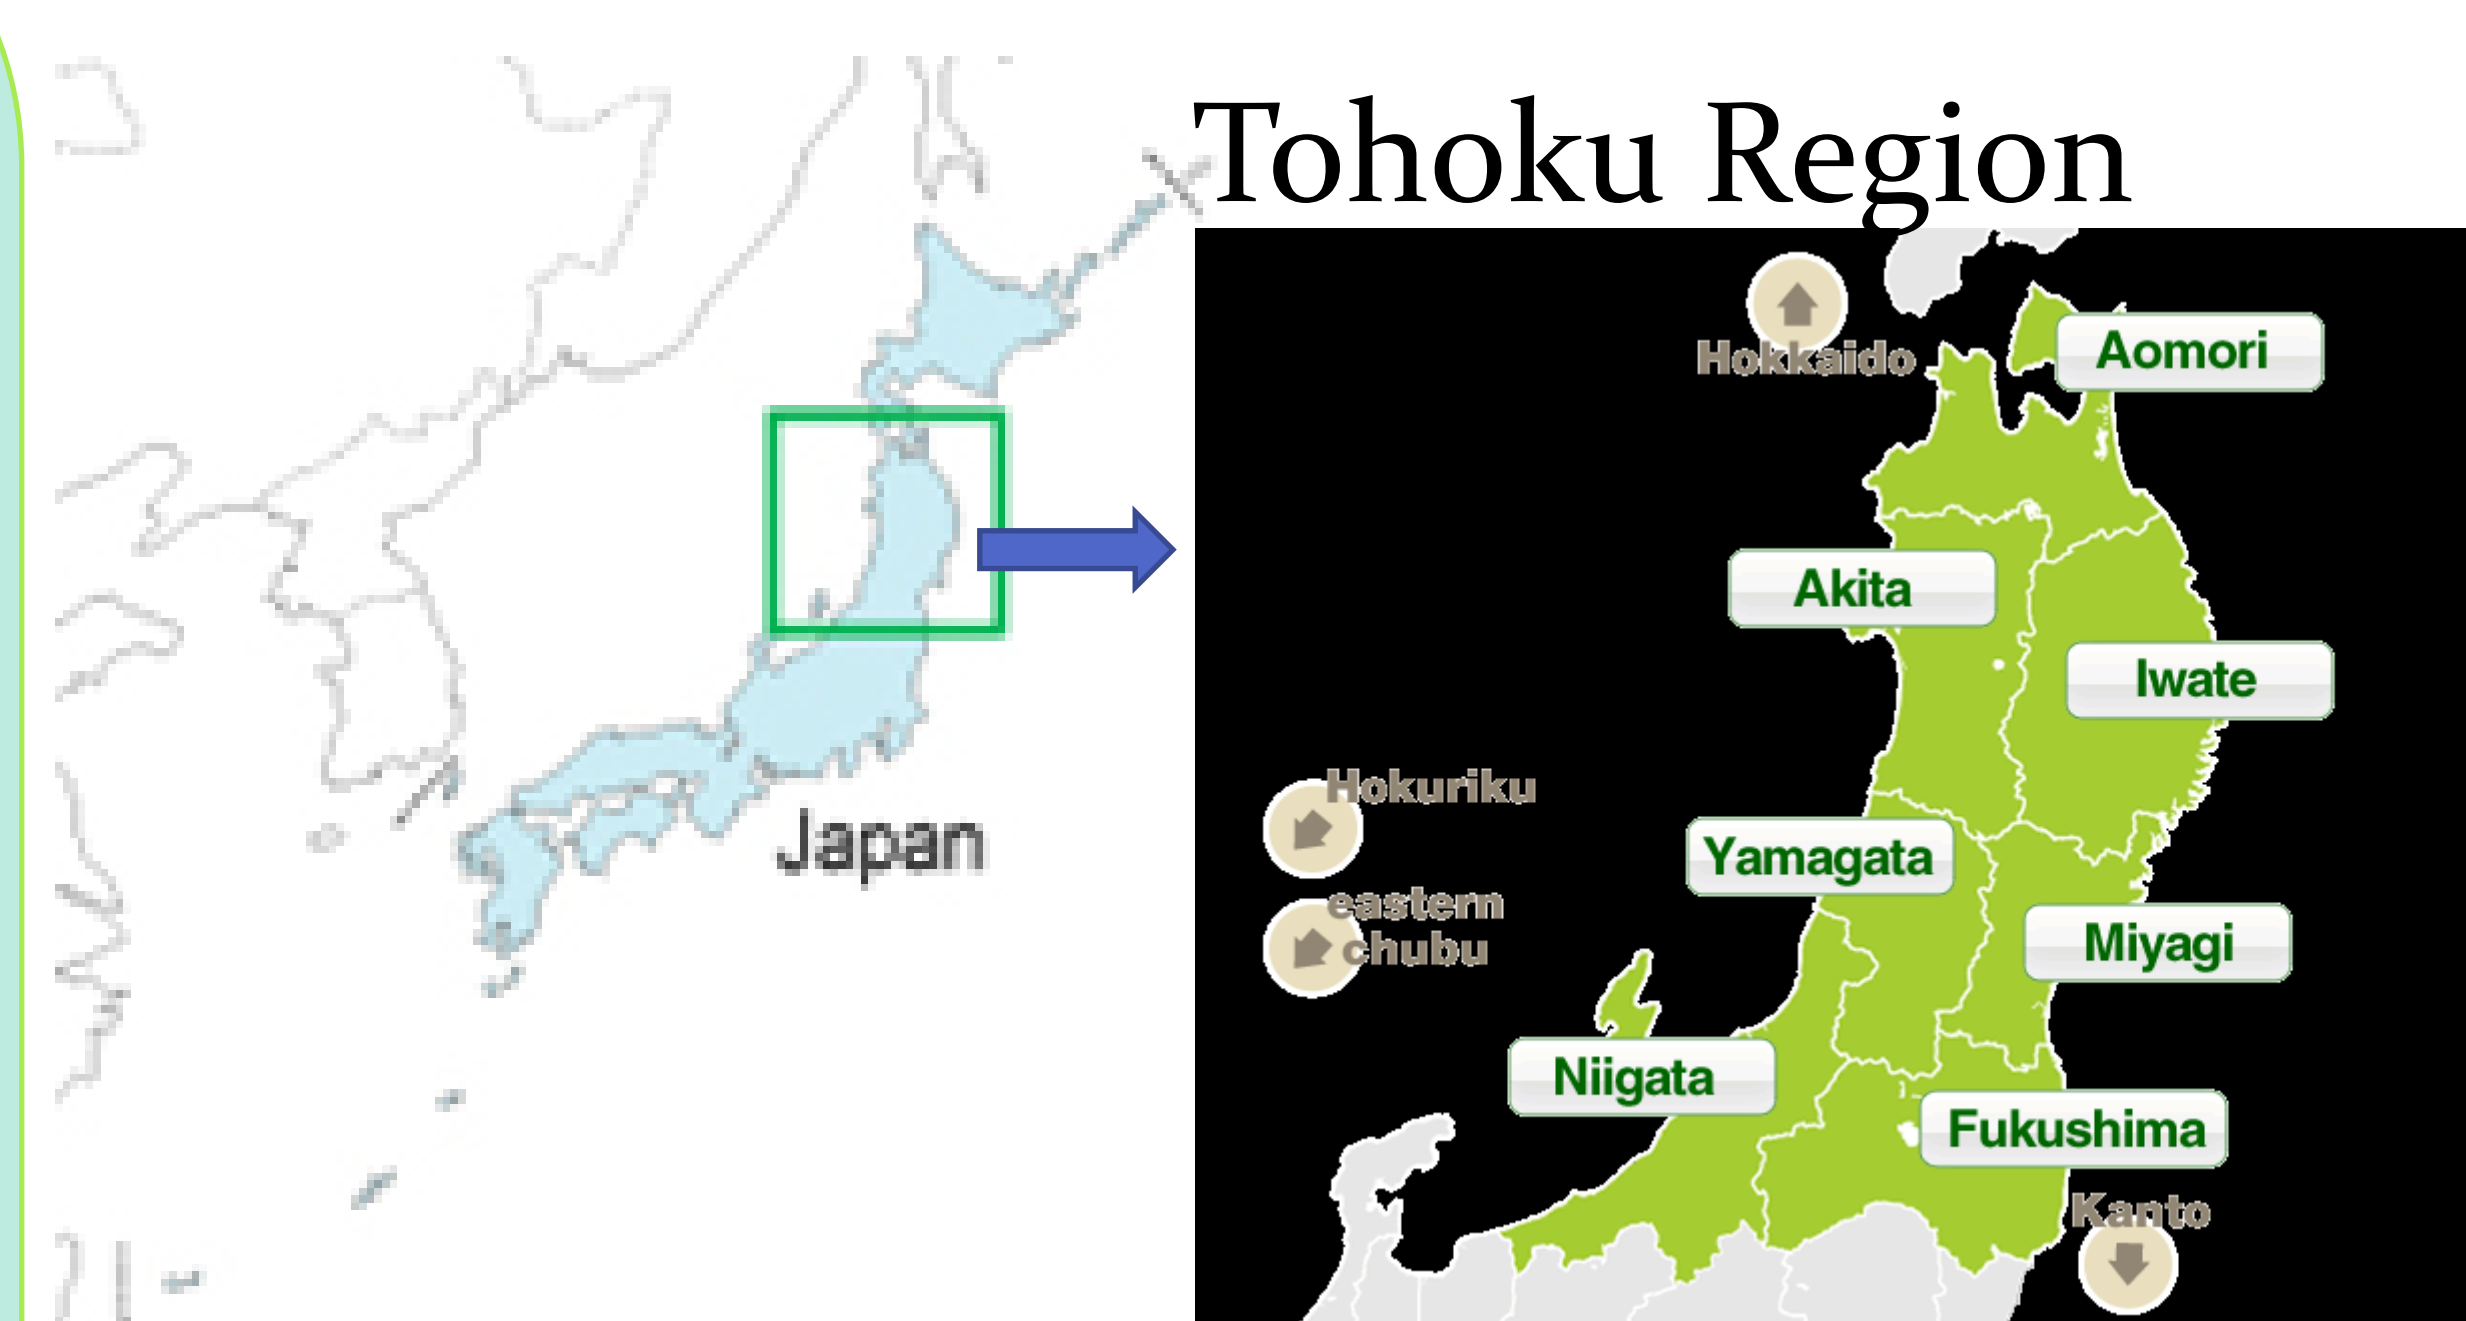 Tohoku Region
Hokkaido
Aomori
Akita
Iwate
Hokuriku
Yamagata
eastern
chubu
Miyagi
Niigata
Fukushima
Kanto
Japan